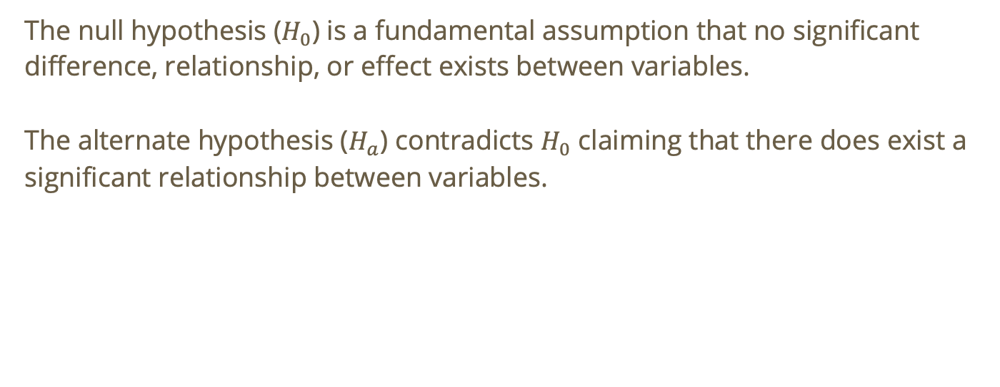 The null hypothesis (H₀) is a fundamental assumption that no significant
difference, relationship, or effect exists between variables.
The alternate hypothesis (Hₐ) contradicts H₀ claiming that there does exist a
significant relationship between variables.